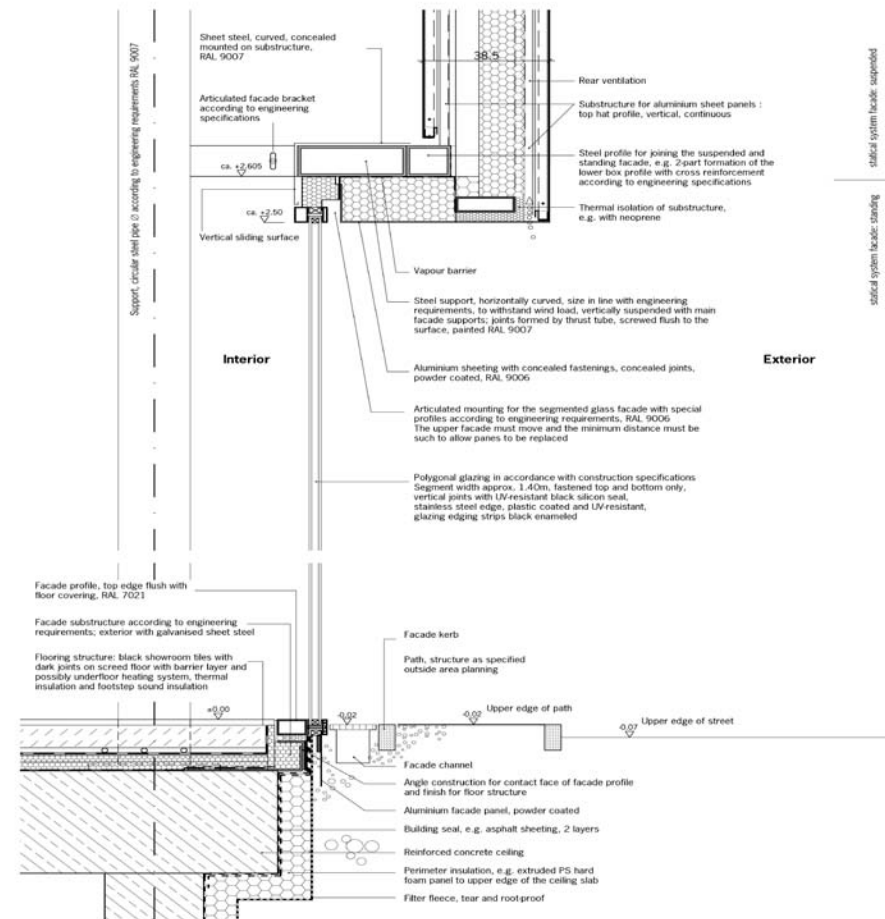 Sheet steel, curved, concealed
mounted on substructure,
RAL 9007
38.5
Support, circular steel pipe ∅ according to engineering requirements RAL 9007
statical system facade: suspended
Articulated facade bracket
according to engineering
specifications
Rear ventilation
Substructure for aluminium sheet panels :
top hat profile, vertical, continuous
Steel profile for joining the suspended and
standing facade, e.g. 2-part formation of the
lower box profile with cross reinforcement
according to engineering specifications
ca. +2.605
Thermal isolation of substructure,
e.g. with neoprene
ca. +2.50
statical system facade: standing
Vertical sliding surface
Vapour barrier
Steel support, horizontally curved, size in line with engineering
requirements, to withstand wind load, vertically suspended with main
facade supports; joints formed by thrust tube, screwed flush to the
surface, painted RAL 9007
Interior
Exterior
Aluminium sheeting with concealed fastenings, concealed joints,
powder coated, RAL 9006
Articulated mounting for the segmented glass facade with special
profiles according to engineering requirements, RAL 9006
The upper facade must move and the minimum distance must be
such to allow panes to be replaced
Polygonal glazing in accordance with construction specifications
Segment width approx. 1.40m, fastened top and bottom only,
vertical joints with UV-resistant black silicon seal,
stainless steel edge, plastic coated and UV-resistant,
glazing edging strips black enameled
Facade profile, top edge flush with
floor covering, RAL 7021
Facade substructure according to engineering
requirements; exterior with galvanised sheet steel
Flooring structure: black showroom tiles with
dark joints on screed floor with barrier layer and
possibly underfloor heating system, thermal
insulation and footstep sound insulation
Facade kerb
Path, structure as specified
outside area planning
±0.00
-0.02
-0.02
Upper edge of path
-0.07
Upper edge of street
Facade channel
Angle construction for contact face of facade profile
and finish for floor structure
Aluminium facade panel, powder coated
Building seal, e.g. asphalt sheeting, 2 layers
Reinforced concrete ceiling
Perimeter insulation, e.g. extruded PS hard
foam panel to upper edge of the ceiling slab
Filter fleece, tear and rootproof